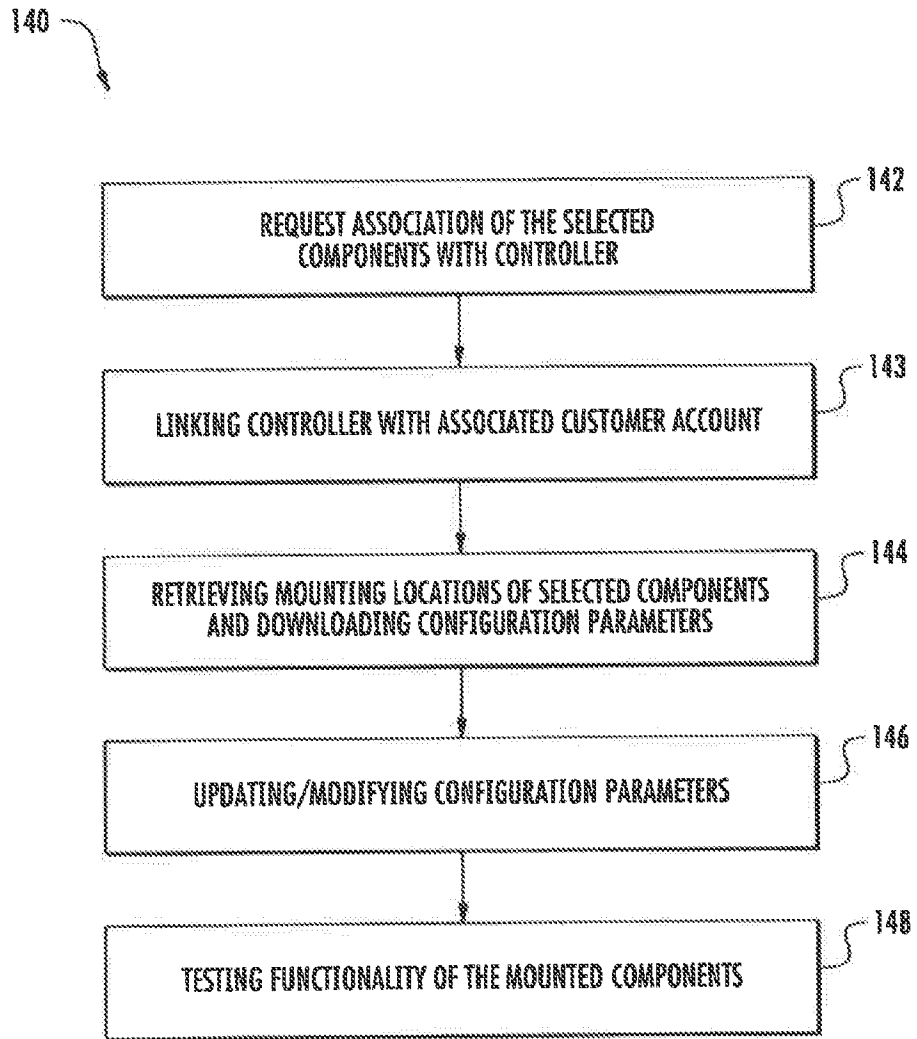 140
142
REQUEST ASSOCIATION OF THE SELECTED
COMPONENTS WITH CONTROLLER
143
LINKING CONTROLLER WITH ASSOCIATED CUSTOMER ACCOUNT
144
RETRIEVING MOUNTING LOCATIONS OF SELECTED COMPONENTS
AND DOWNLOADING CONFIGURATION PARAMETERS
146
UPDATING/MODIFYING CONFIGURATION PARAMETERS
148
TESTING FUNCTIONALITY OF THE MOUNTED COMPONENTS